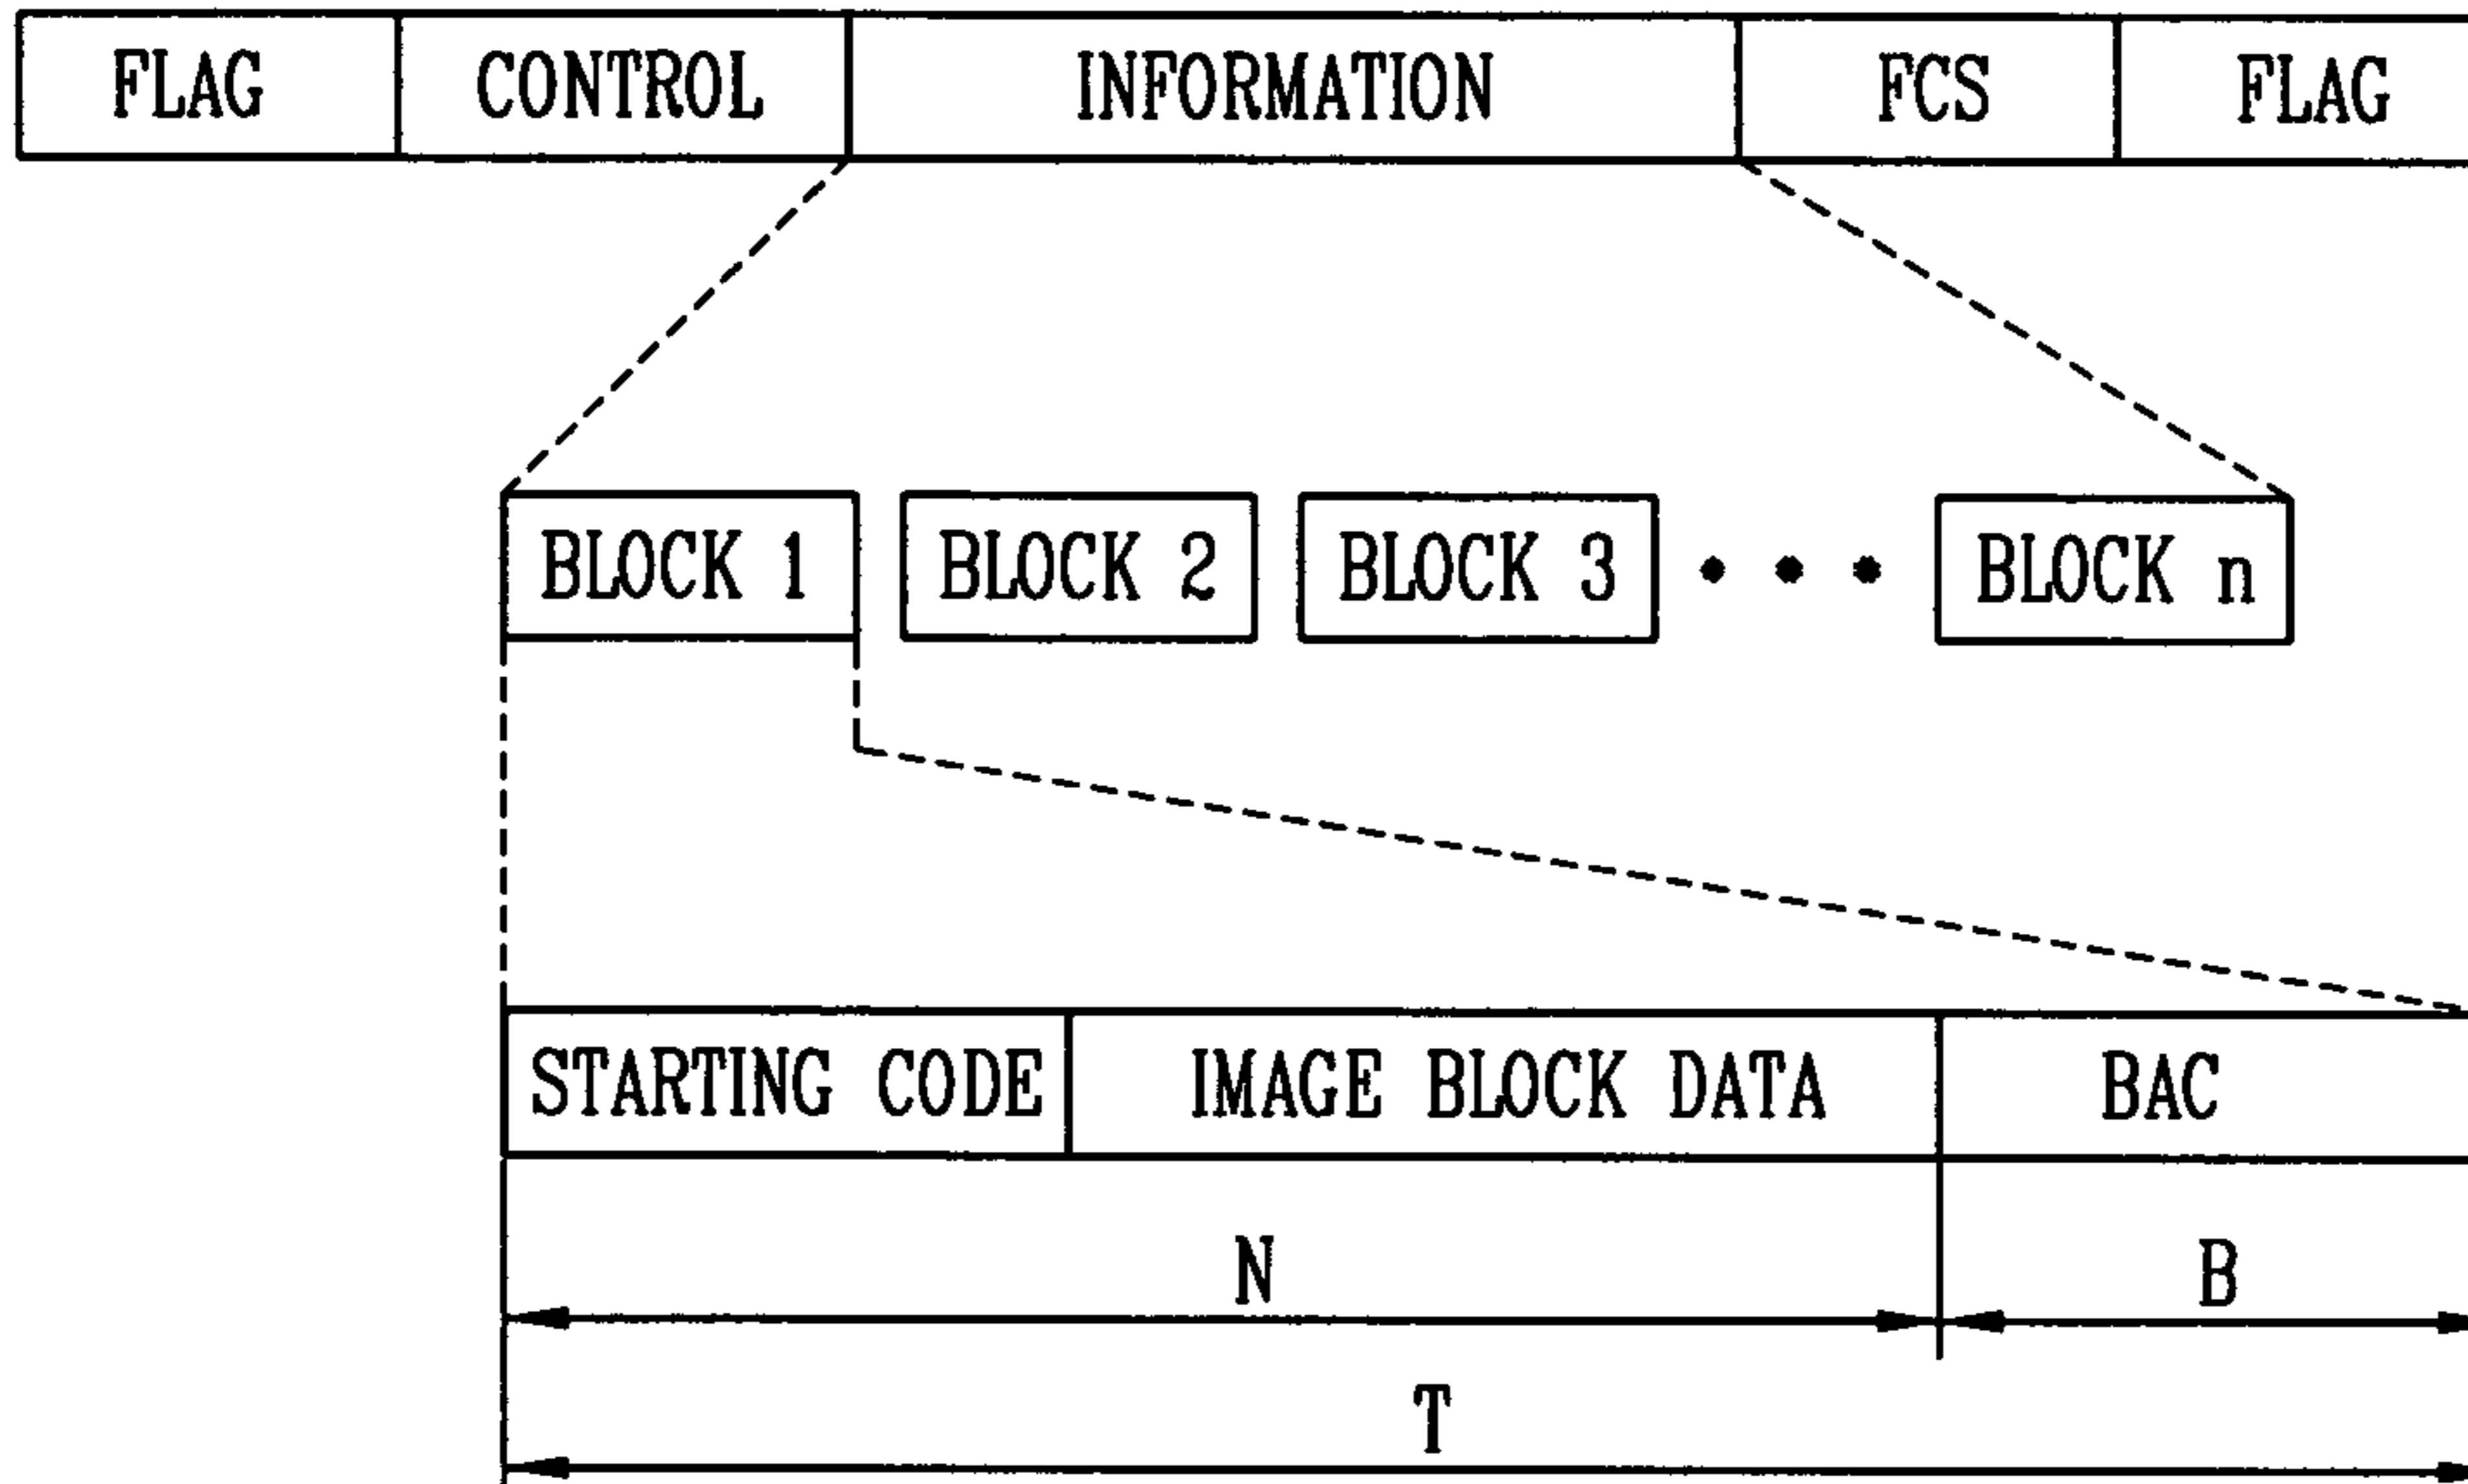 FLAG CONTROL INFORMATION FCS FLAG
BLOCK 1 BLOCK 2 BLOCK 3 • • • BLOCK n
STARTING CODE IMAGE BLOCK DATA BAC
N B
T